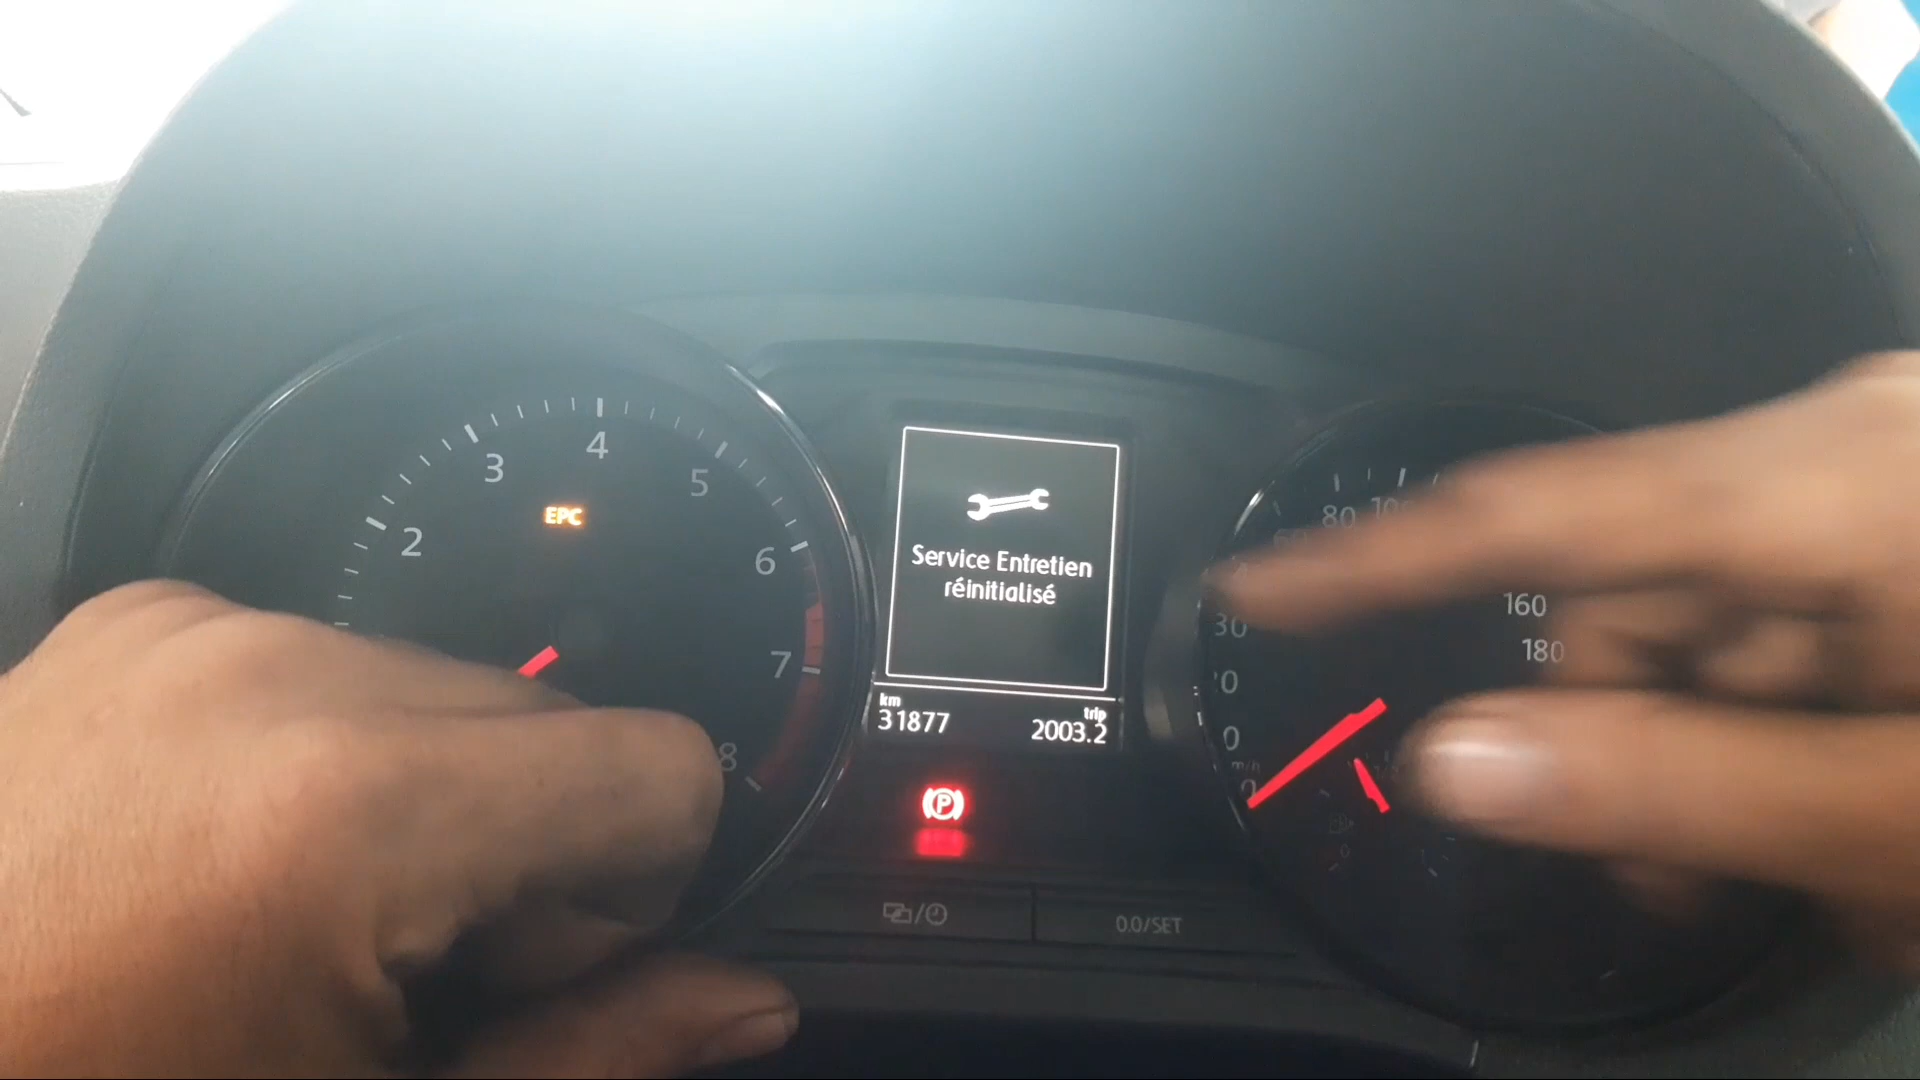 4
3
5
EPC
2
6
80
Service Entretien
réinitialisé
160
30
180
7
km
trip
31877
2003.2
8
P
0.0/SET